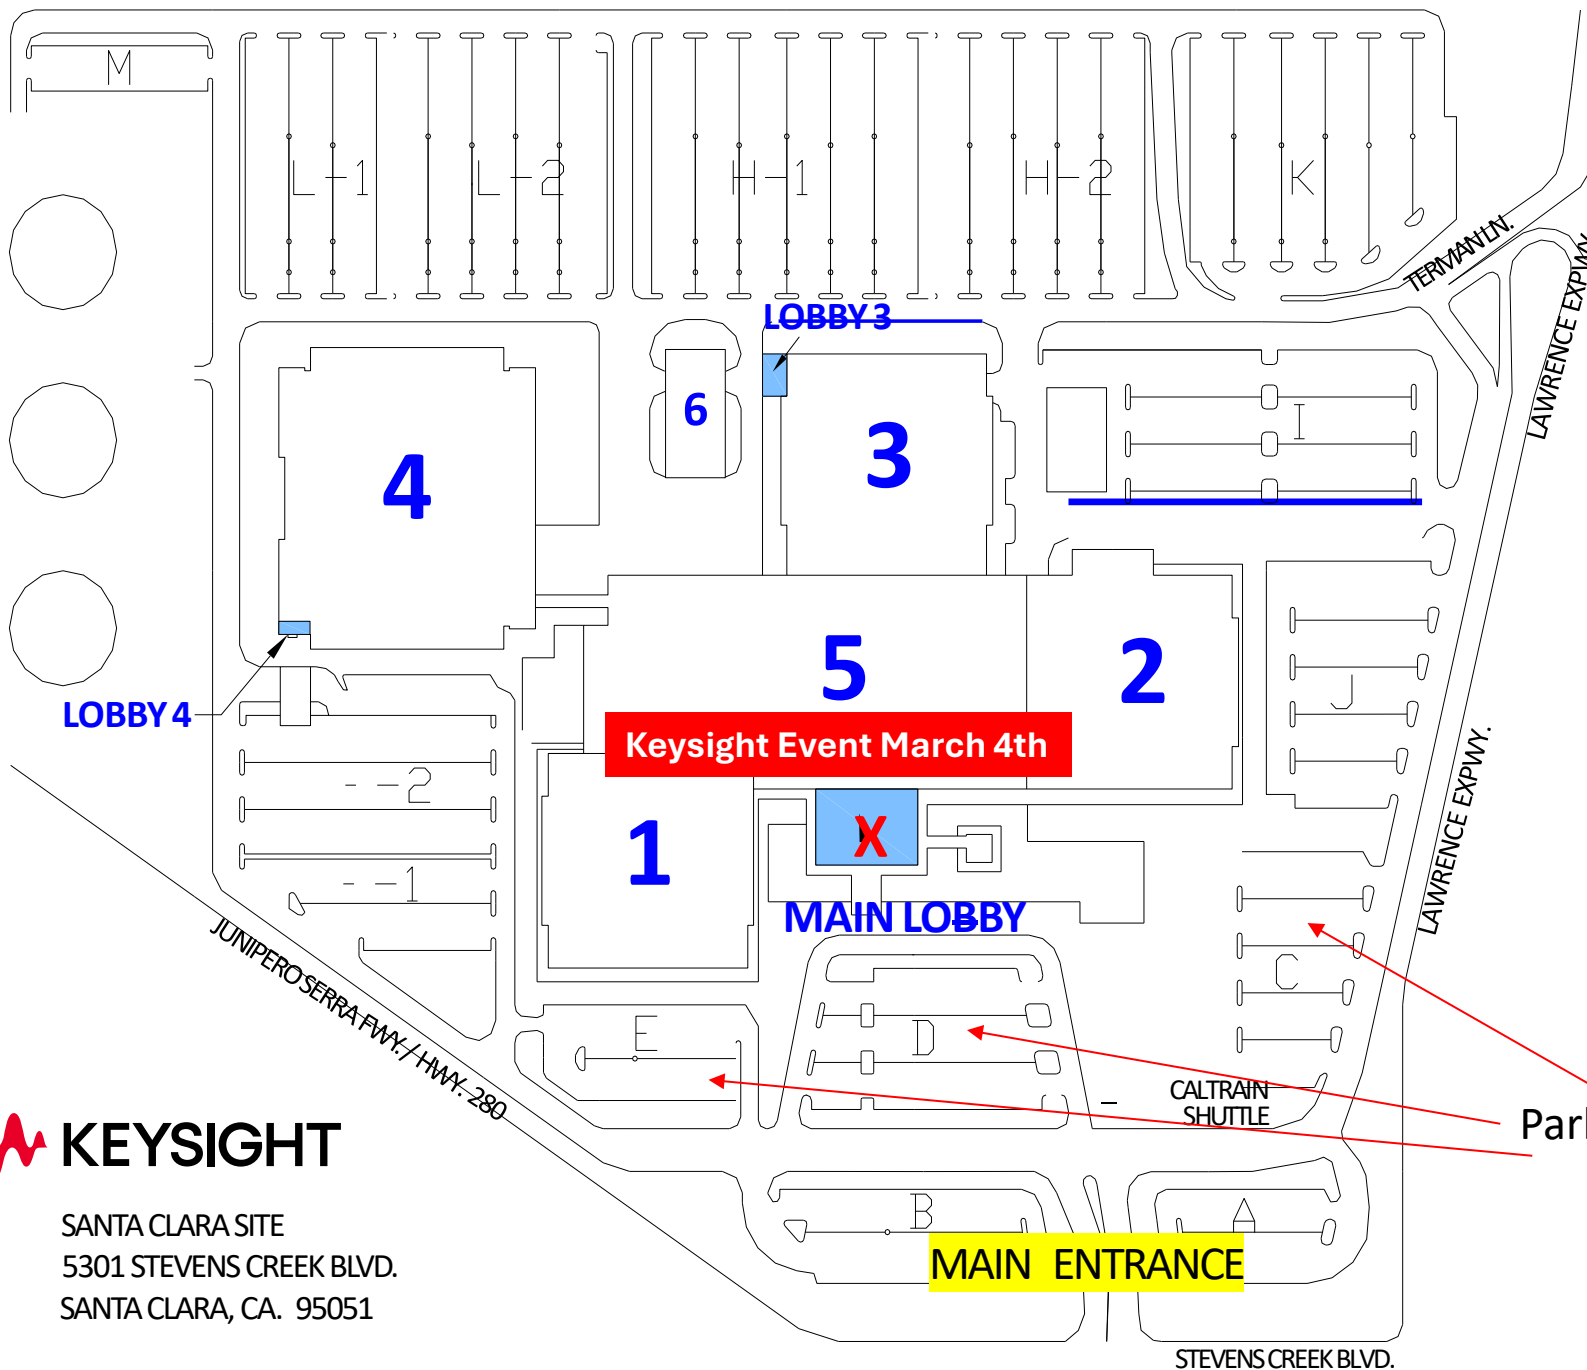 M
L-1
L-2
H-1
H-2
K
TERMAN LN.
LAWRENCE EXPWY.
LOBBY 3
6
3
4
I
5
2
J
LOBBY 4
Keysight Event March 4th
--2
--1
1
X
MAIN LOBBY
LAWRENCE EXPWY.
C
JUNIPERO SERRA FWY. / HWY. 280
E
D
CALTRAIN
SHUTTLE
KEYSIGHT
B
A
MAIN ENTRANCE
SANTA CLARA SITE
5301 STEVENS CREEK BLVD.
SANTA CLARA, CA. 95051
STEVENS CREEK BLVD.